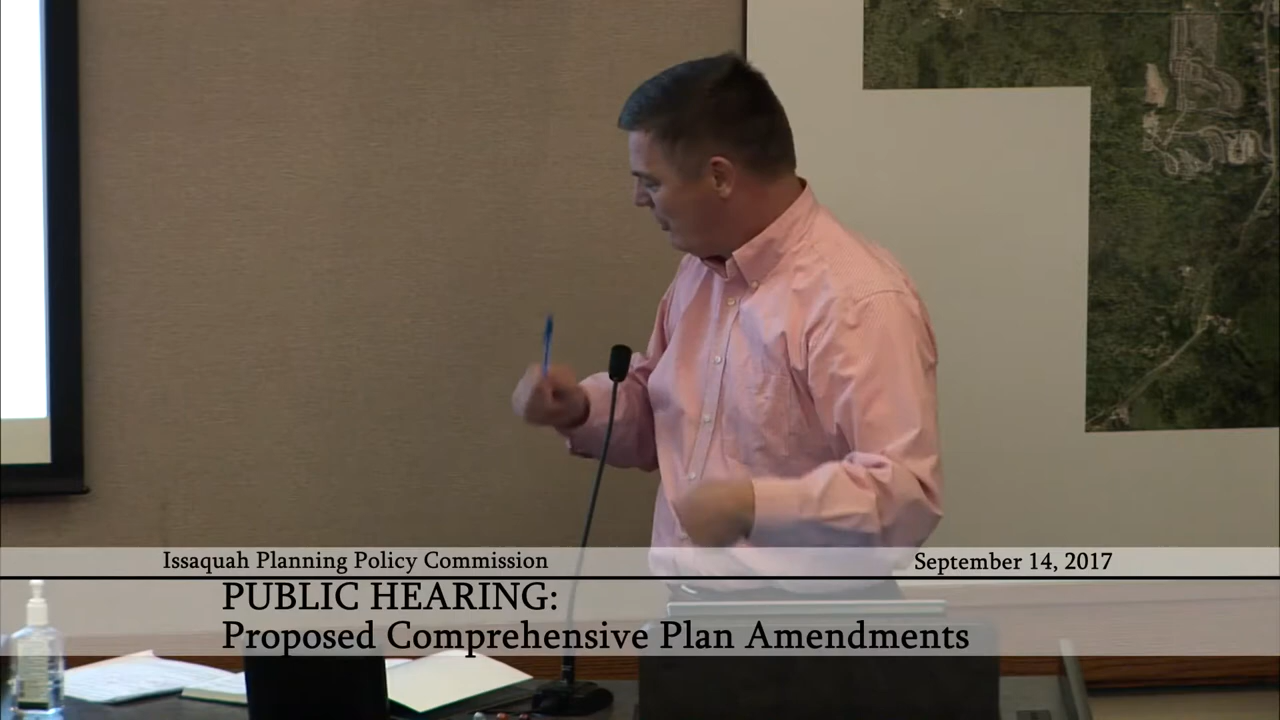 Issaquah Planning Policy Commission
September 14, 2017
PUBLIC HEARING:
Proposed Comprehensive Plan Amendments